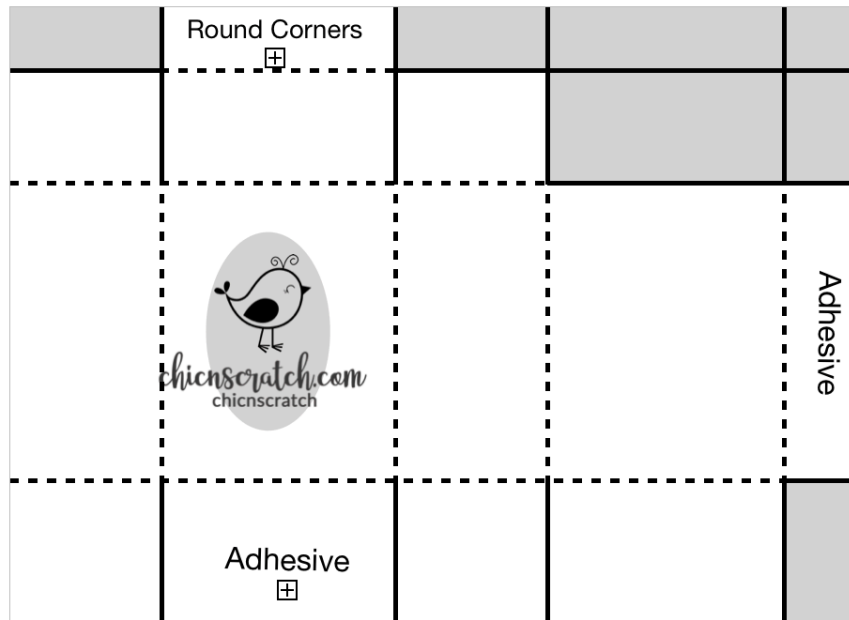 Round Corners
chicnscratch.com
chicnscratch
Adhesive
Adhesive